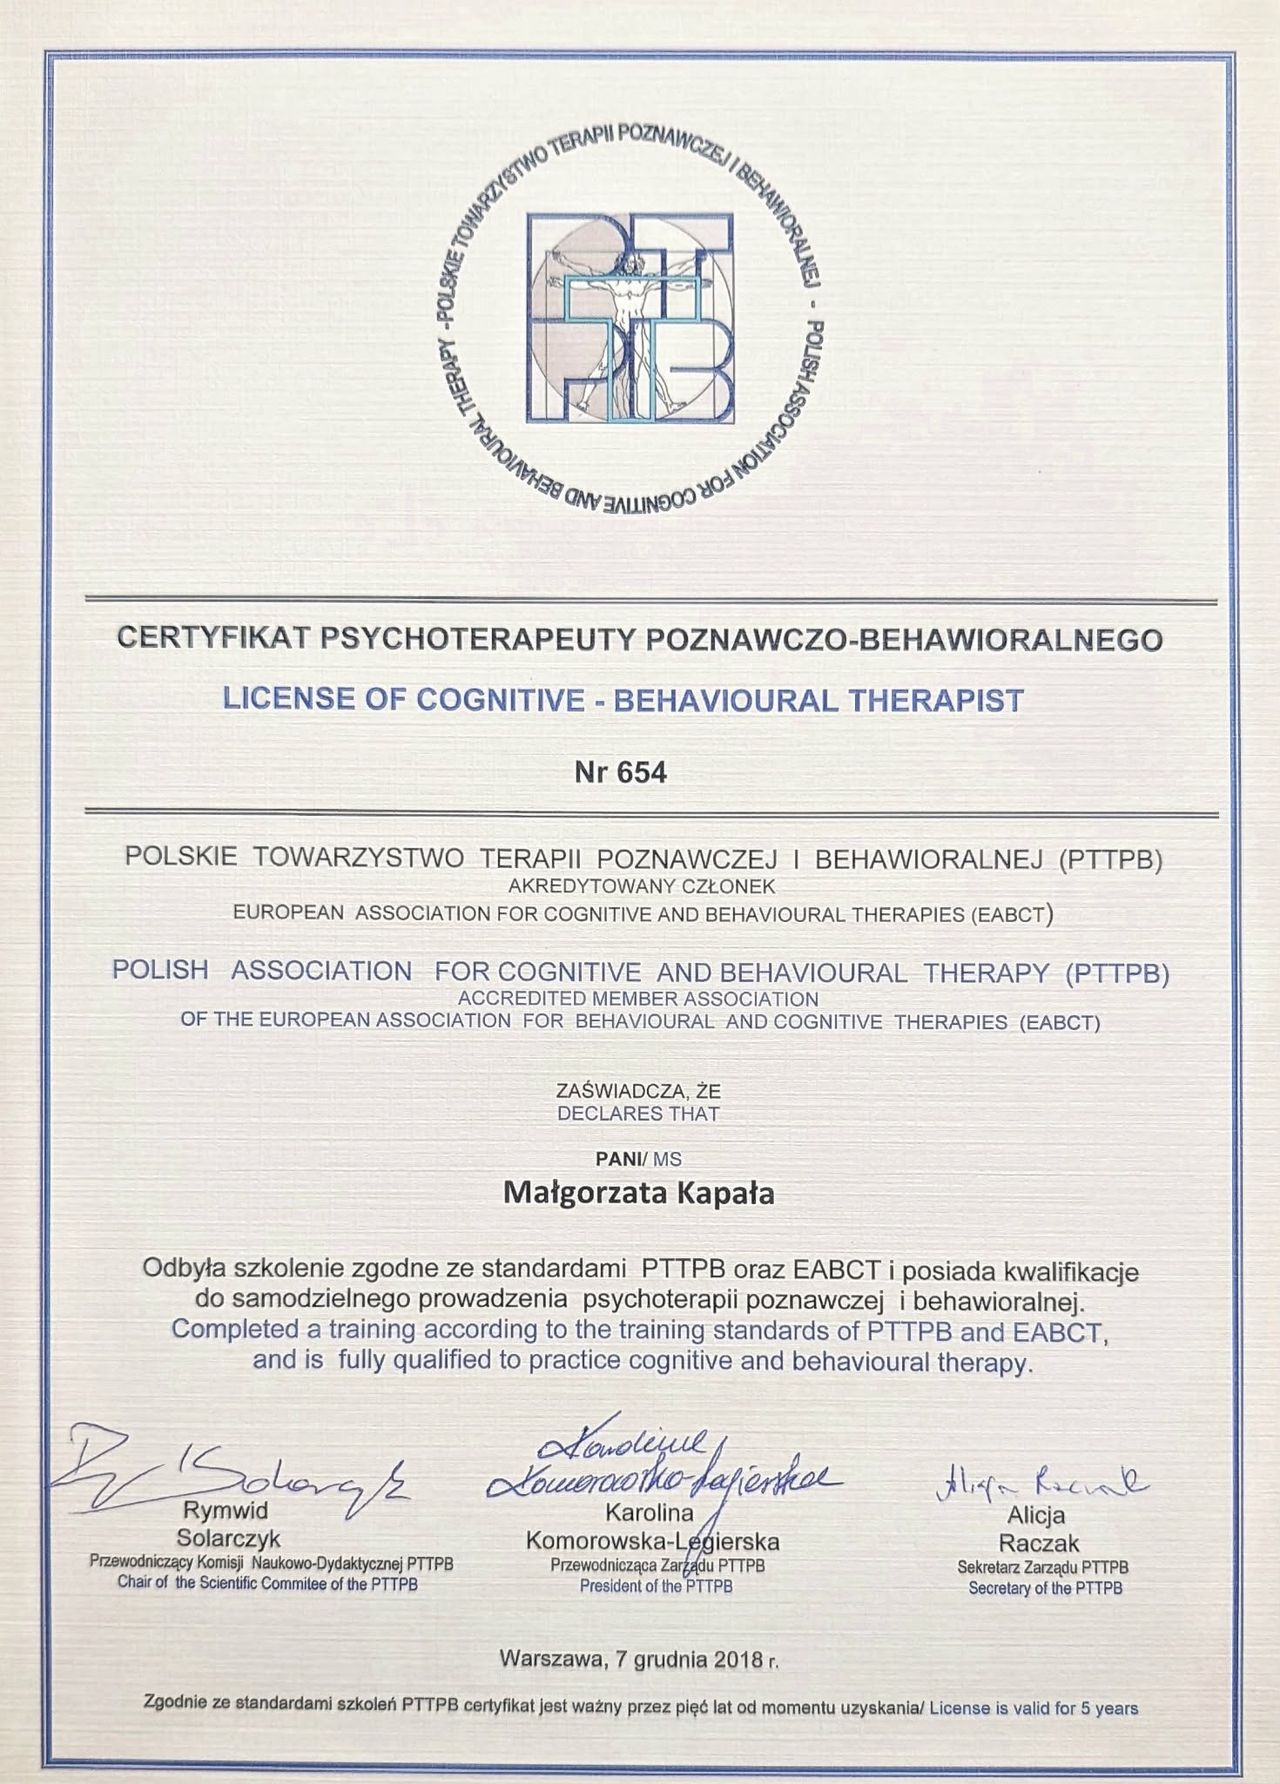 POLSKIE TOWARZYSTWO TERAPII POZNAWCZEJ I BEHAWIORALNEJ - POLISH ASSOCIATION FOR COGNITIVE AND BEHAVIOURAL THERAPY -
PT
PTB
CERTYFIKAT PSYCHOTERAPEUTY POZNAWCZO-BEHAWIORALNEGO
LICENSE OF COGNITIVE - BEHAVIOURAL THERAPIST
Nr 654
POLSKIE TOWARZYSTWO TERAPII POZNAWCZEJ I BEHAWIORALNEJ (PTTPB)
AKREDYTOWANY CZŁONEK
EUROPEAN ASSOCIATION FOR COGNITIVE AND BEHAVIOURAL THERAPIES (EABCT)
POLISH ASSOCIATION FOR COGNITIVE AND BEHAVIOURAL THERAPY (PTTPB)
ACCREDITED MEMBER ASSOCIATION
OF THE EUROPEAN ASSOCIATION FOR BEHAVIOURAL AND COGNITIVE THERAPIES (EABCT)
ZAŚWIADCZA, ŻE
DECLARES THAT
PANI/ MS
Małgorzata Kapała
Odbyła szkolenie zgodne ze standardami PTTPB oraz EABCT i posiada kwalifikacje
do samodzielnego prowadzenia psychoterapii poznawczej i behawioralnej.
Completed a training according to the training standards of PTTPB and EABCT,
and is fully qualified to practice cognitive and behavioural therapy.
Rymwid
Solarczyk
Przewodniczący Komisji Naukowo-Dydaktycznej PTTPB
Chair of the Scientific Commitee of the PTTPB
Karolina
Komorowska-Legierska
Przewodnicząca Zarządu PTTPB
President of the PTTPB
Alicja
Raczak
Sekretarz Zarządu PTTPB
Secretary of the PTTPB
Warszawa, 7 grudnia 2018 r.
Zgodnie ze standardami szkoleń PTTPB certyfikat jest ważny przez pięć lat od momentu uzyskania/ License is valid for 5 years